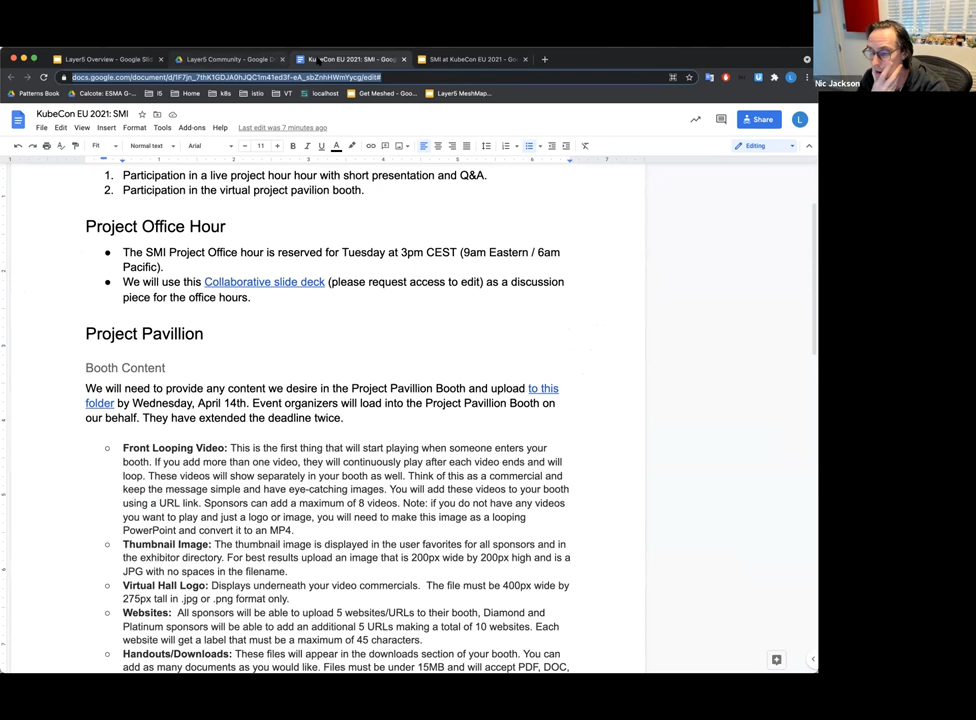 Layer5 Overview - Google Slid
Layer5 Community - Google D
KubeCon EU 2021: SMI - Goog
SMI at KubeCon EU 2021 - Goo
docs.google.com/document/d/1F7jn_7thK1GDJA0hJQC1m41ed3f-eA_sbZnhHWmYycg/edit#
Patterns Book
Calcote: ESMA G-...
l5
Home
k8s
istio
VT
localhost
Get Meshed - Goo...
Layer5 MeshMap...
Nic Jackson
KubeCon EU 2021: SMI
File Edit View Insert Format Tools Add-ons Help Last edit was 7 minutes ago
Share
L
Fit Normal text Arial 11 Editing
1. Participation in a live project hour hour with short presentation and Q&A.
2. Participation in the virtual project pavilion booth.
Project Office Hour
● The SMI Project Office hour is reserved for Tuesday at 3pm CEST (9am Eastern / 6am
Pacific).
● We will use this Collaborative slide deck (please request access to edit) as a discussion
piece for the office hours.
Project Pavillion
Booth Content
We will need to provide any content we desire in the Project Pavillion Booth and upload to this
folder by Wednesday, April 14th. Event organizers will load into the Project Pavillion Booth on
our behalf. They have extended the deadline twice.
○ Front Looping Video: This is the first thing that will start playing when someone enters your
booth. If you add more than one video, they will continuously play after each video ends and will
loop. These videos will show separately in your booth as well. Think of this as a commercial and
keep the message simple and have eye-catching images. You will add these videos to your booth
using a URL link. Sponsors can add a maximum of 8 videos. Note: if you do not have any videos
you want to play and just a logo or image, you will need to make this image as a looping
PowerPoint and convert it to an MP4.
○ Thumbnail Image: The thumbnail image is displayed in the user favorites for all sponsors and in
the exhibitor directory. For best results upload an image that is 200px wide by 200px high and is a
JPG with no spaces in the filename.
○ Virtual Hall Logo: Displays underneath your video commercials. The file must be 400px wide by
275px tall in .jpg or .png format only.
○ Websites: All sponsors will be able to upload 5 websites/URLs to their booth, Diamond and
Platinum sponsors will be able to add an additional 5 URLs making a total of 10 websites. Each
website will get a label that must be a maximum of 45 characters.
○ Handouts/Downloads: These files will appear in the downloads section of your booth. You can
add as many documents as you would like. Files must be under 15MB and will accept PDF, DOC,